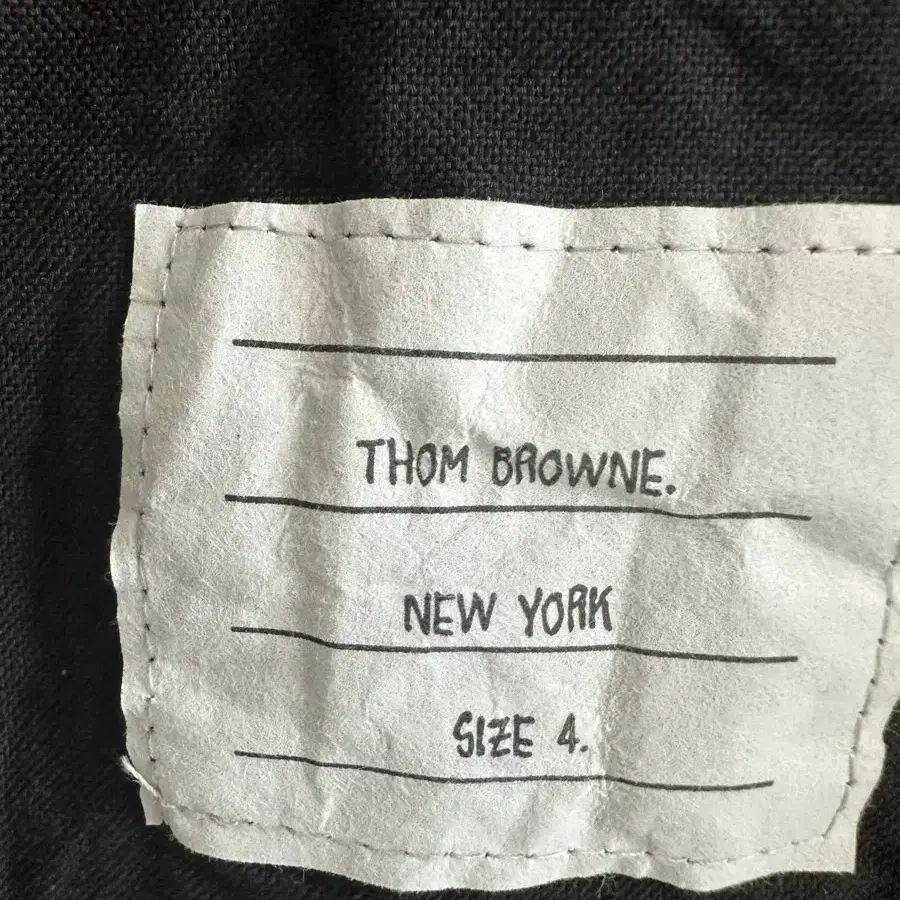 THOM BROWNE.
NEW YORK
SIZE 4.